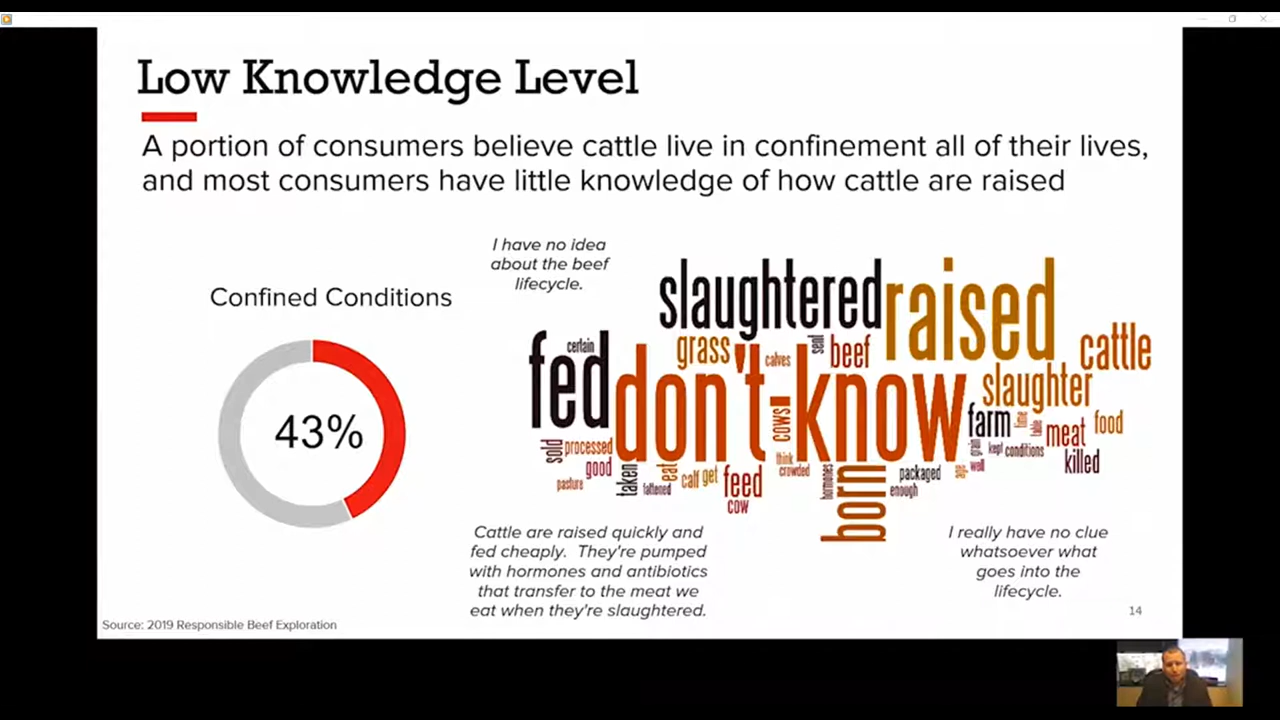 Low Knowledge Level
A portion of consumers believe cattle live in confinement all of their lives,
and most consumers have little knowledge of how cattle are raised
I have no idea
about the beef
lifecycle.
Confined Conditions
43%
slaughtered
raised
certain
fed
grass
don't know
calves
sent
beef
cattle
slaughter
cows
farm
time
table
meat
food
grain
kept
conditions
killed
sold
processed
good
pasture
taken
fattened
eat
calf
get
feed
cow
think
crowded
hormones
born
packaged
enough
well
Cattle are raised quickly and
fed cheaply. They're pumped
with hormones and antibiotics
that transfer to the meat we
eat when they're slaughtered.
I really have no clue
whatsoever what
goes into the
lifecycle.
14
Source: 2019 Responsible Beef Exploration